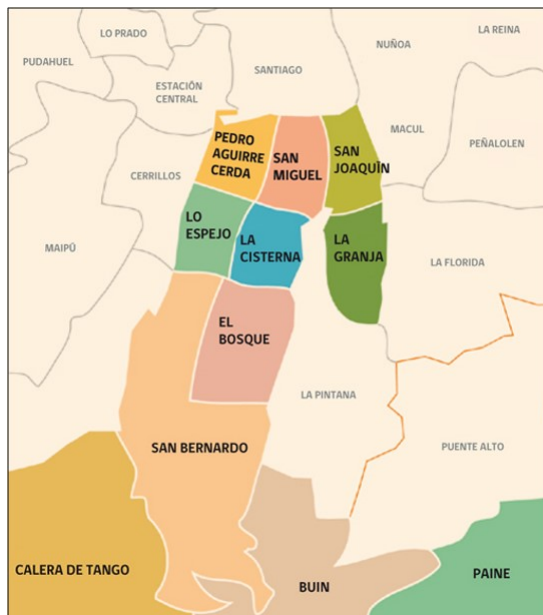 LO PRADO
LA REINA
NUÑOA
PUDAHUEL
SANTIAGO
ESTACIÓN
CENTRAL
PEDRO
AGUIRRE
CERDA
SAN
MIGUEL
SAN
JOAQUÌN
MACUL
PEÑALOLEN
CERRILLOS
LO
ESPEJO
LA
CISTERNA
LA
GRANJA
MAIPÚ
LA FLORIDA
EL
BOSQUE
LA PINTANA
SAN BERNARDO
PUENTE ALTO
CALERA DE TANGO
BUIN
PAINE